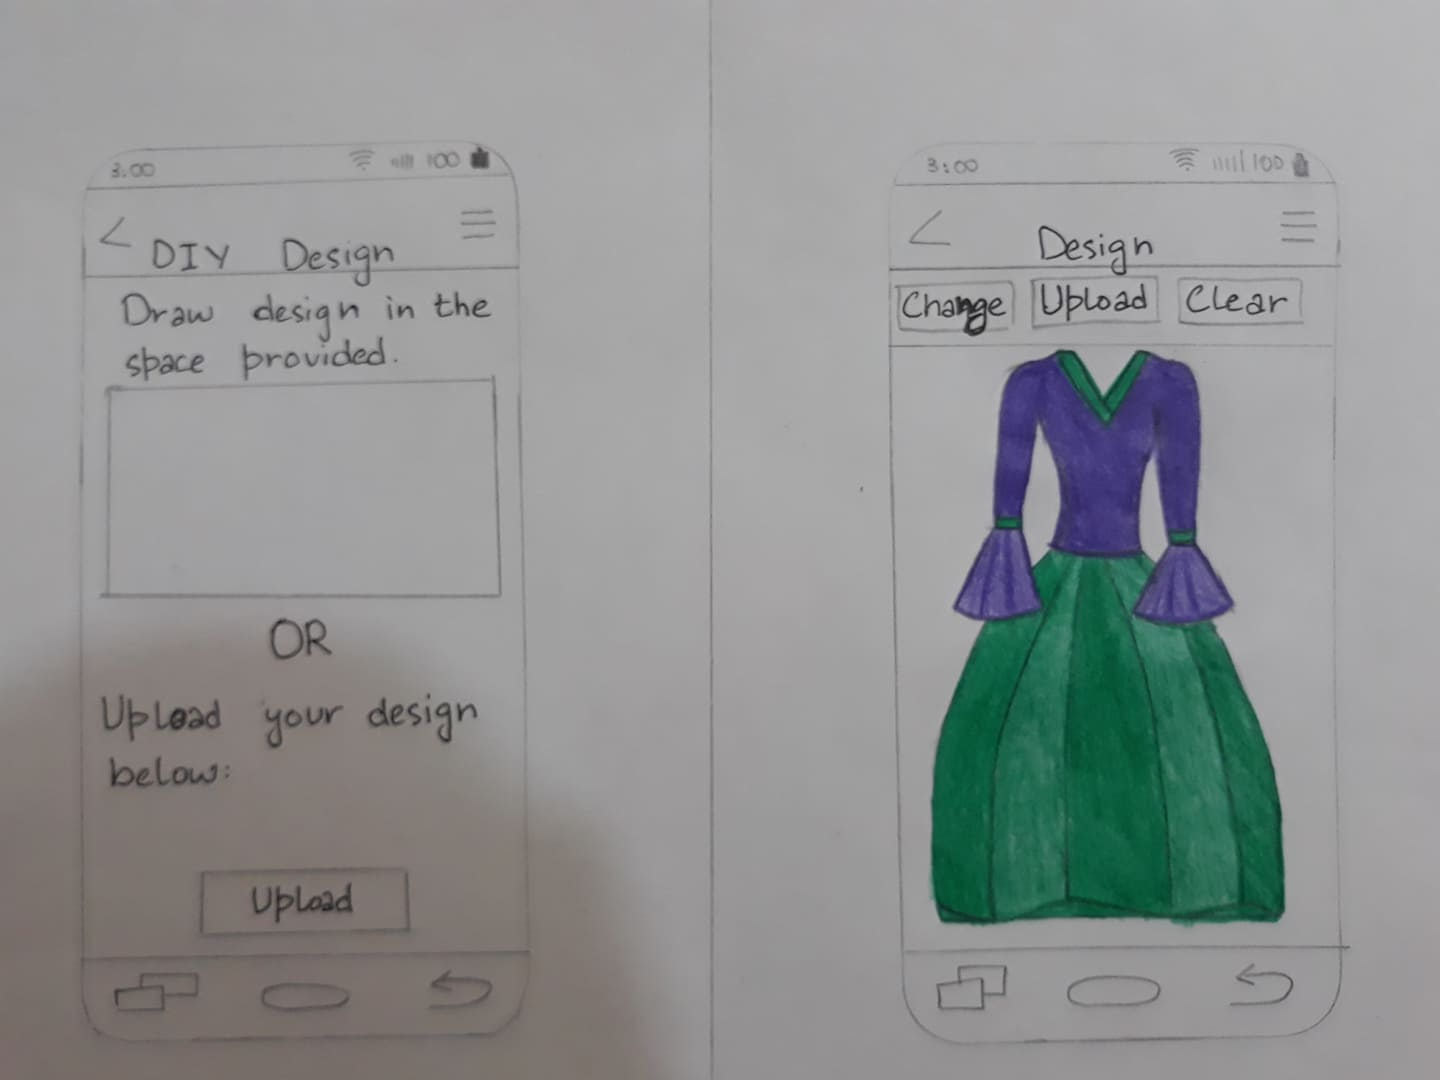 3.00 100
DIY Design
Draw design in the
space provided.
OR
Upload your design
below:
Upload
3:00 100
Design
Change Upload Clear